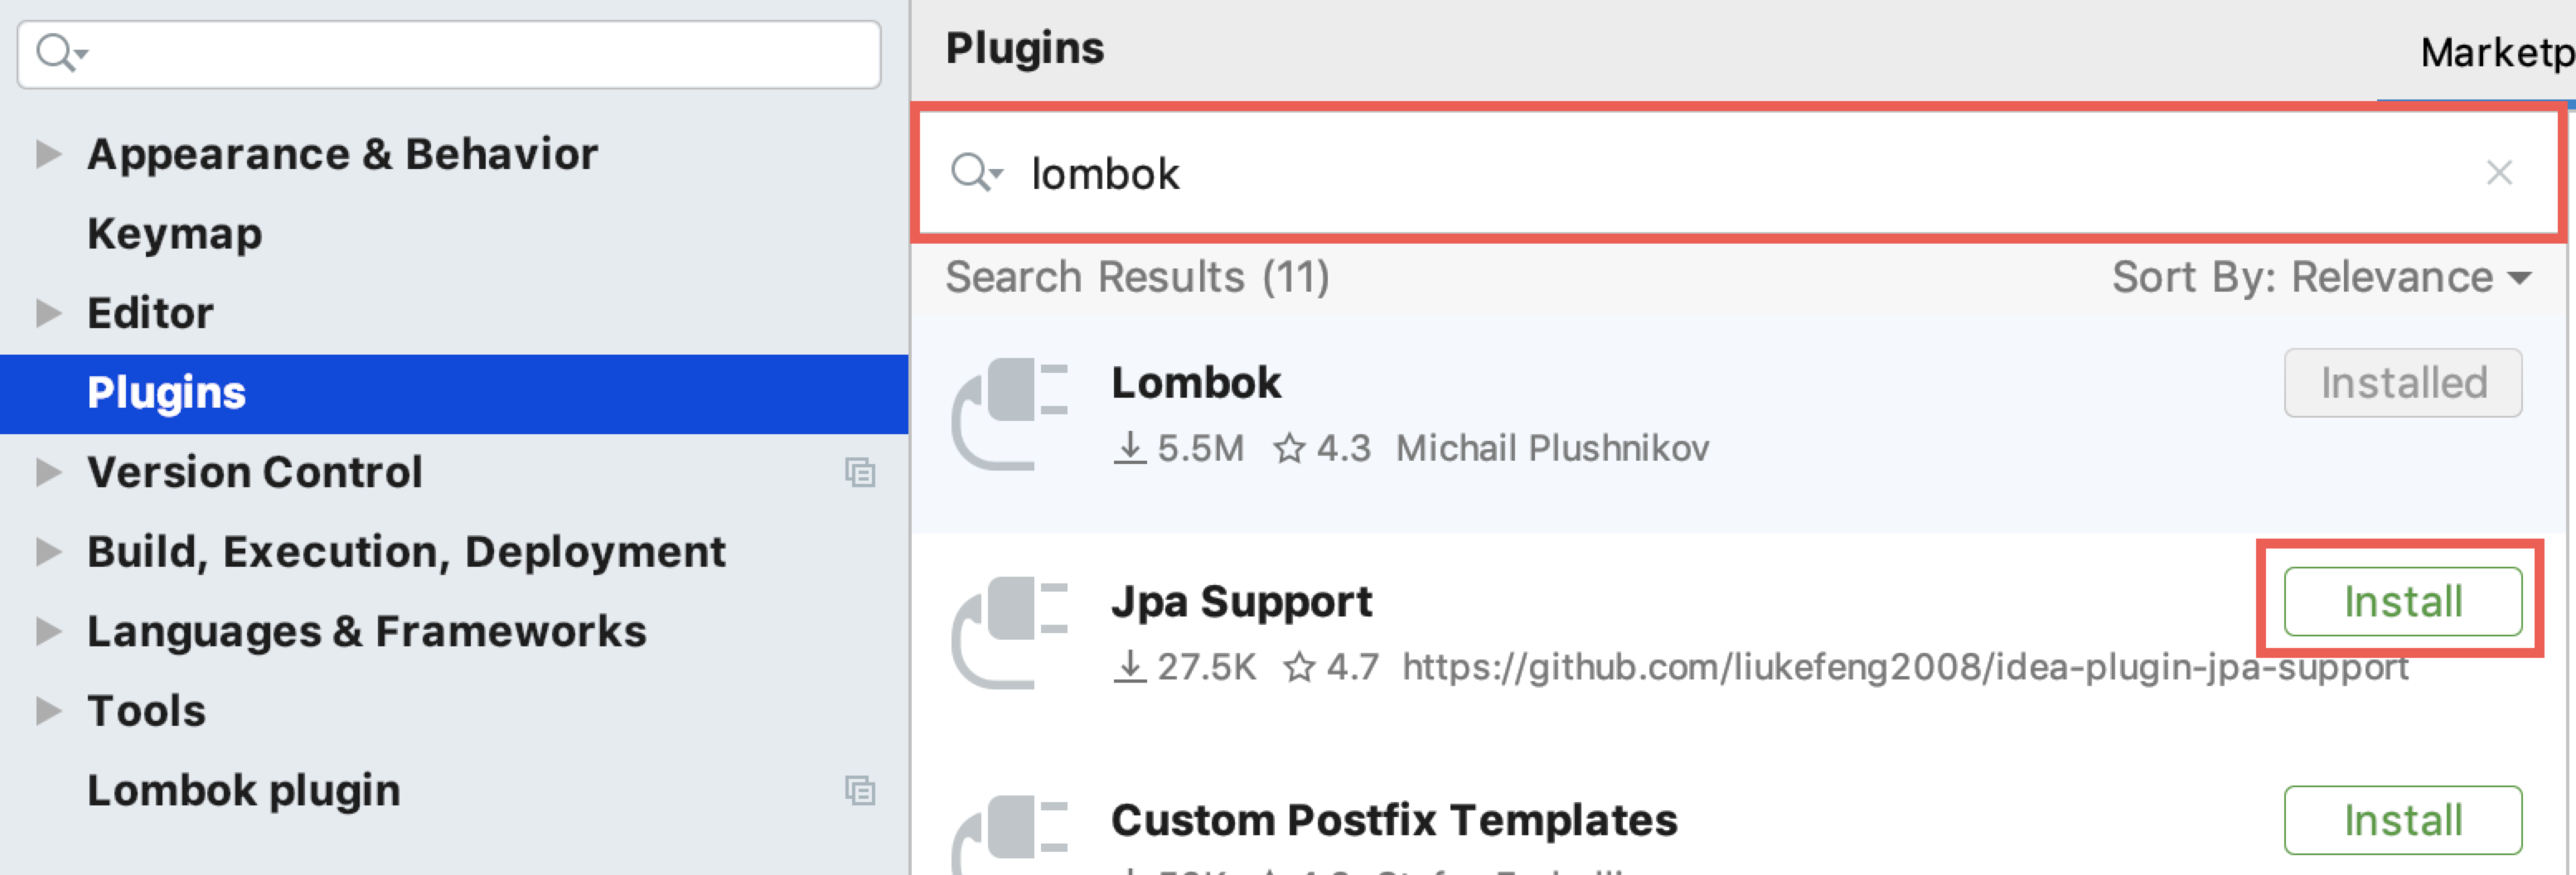 Appearance & Behavior
Keymap
Editor
Plugins
Version Control
Build, Execution, Deployment
Languages & Frameworks
Tools
Lombok plugin
Plugins
lombok
Search Results (11)
Sort By: Relevance
Lombok
Installed
5.5M 4.3 Michail Plushnikov
Jpa Support
Install
27.5K 4.7 https://github.com/liukefeng2008/idea-plugin-jpa-support
Custom Postfix Templates
Install